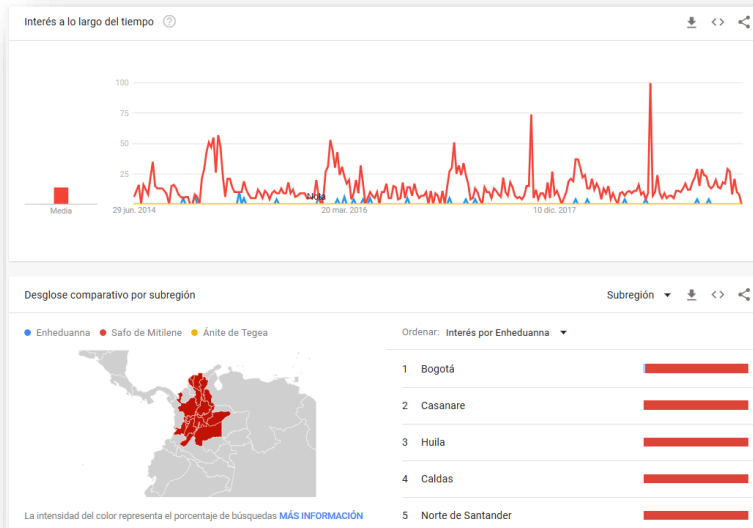 Interés a lo largo del tiempo
100
75
50
25
Nota
Media
29 jun. 2014
20 mar. 2016
10 dic. 2017
Desglose comparativo por subregión
Subregión
Enheduanna Safo de Mitilene Ánite de Tegea
Ordenar: Interés por Enheduanna
1 Bogotá
2 Casanare
3 Huila
4 Caldas
5 Norte de Santander
La intensidad del color representa el porcentaje de búsquedas MÁS INFORMACIÓN